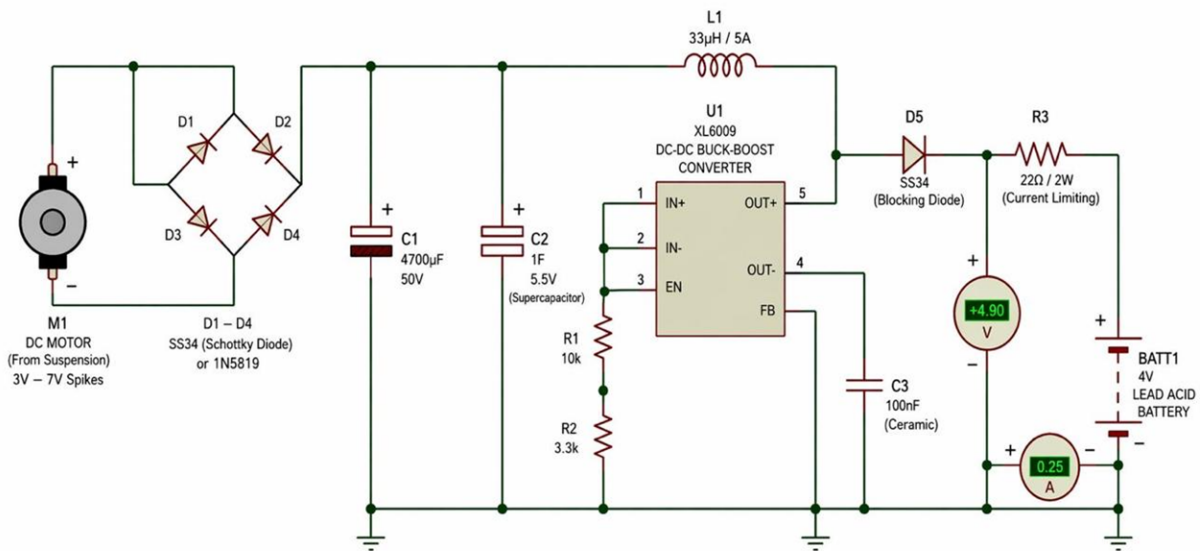 L1
33µH / 5A
D1
D2
D3
D4
+
−
M1
DC MOTOR
(From Suspension)
3V – 7V Spikes
D1 – D4
SS34 (Schottky Diode)
or 1N5819
+
C1
4700µF
50V
+
C2
1F
5.5V
(Supercapacitor)
U1
XL6009
DC-DC BUCK-BOOST
CONVERTER
1
IN+
2
IN-
3
EN
OUT+
5
OUT-
4
FB
R1
10k
R2
3.3k
C3
100nF
(Ceramic)
D5
SS34
(Blocking Diode)
R3
22Ω / 2W
(Current Limiting)
+
+4.90
V
−
+
BATT1
4V
LEAD ACID
BATTERY
−
+
0.25
A
−